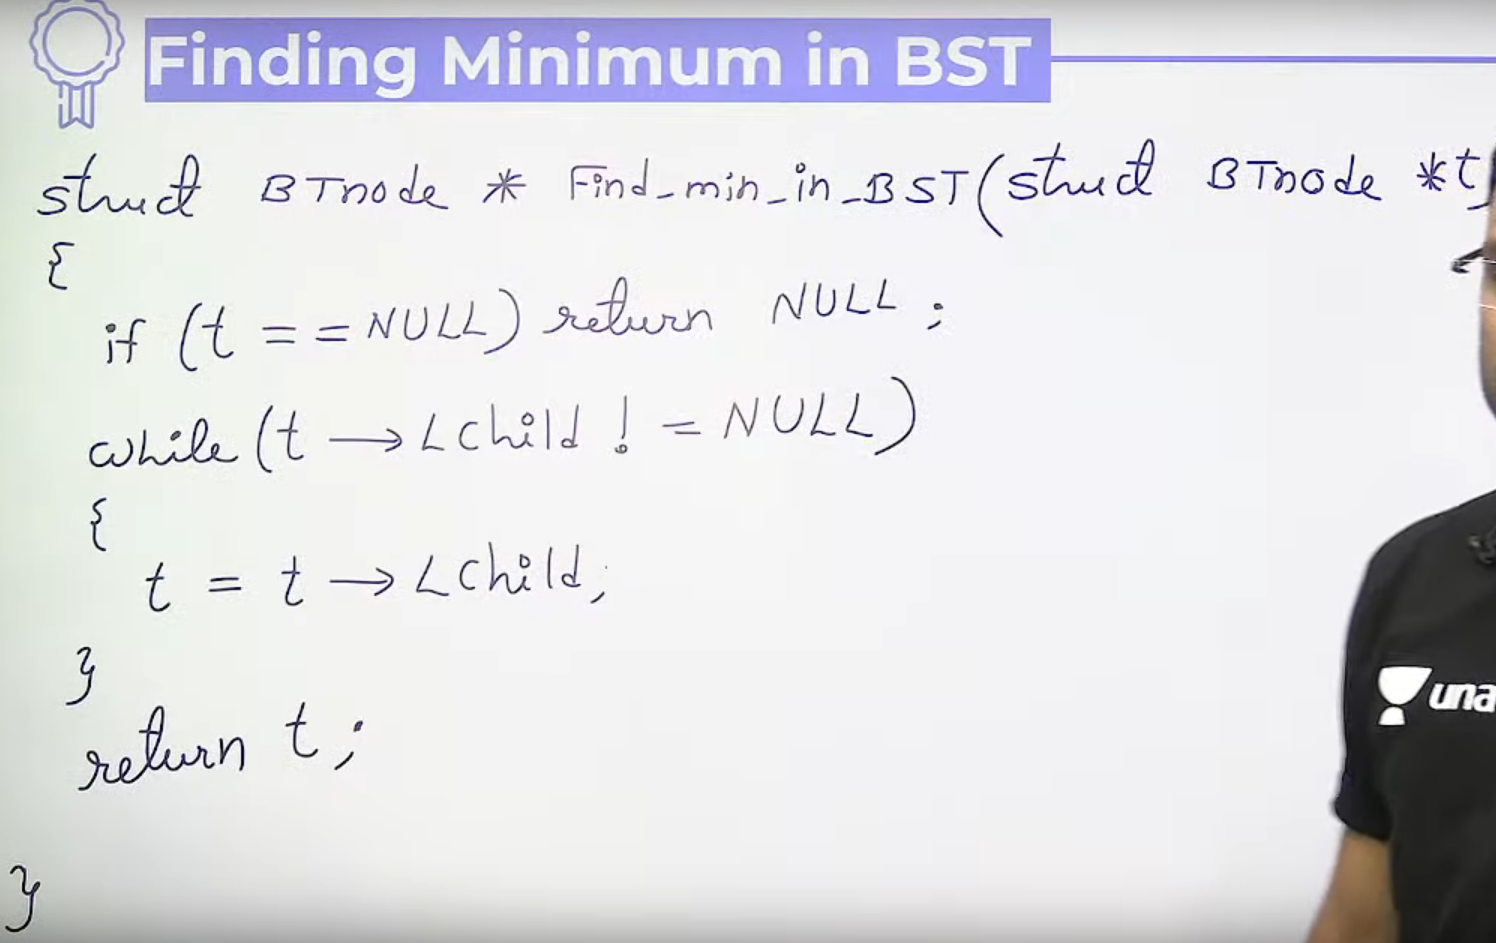 Finding Minimum in BST
struct BTnode * Find_min_in_BST(struct BTnode *t)
{
if (t == NULL) return NULL ;
while (t → Lchild != NULL)
{
t = t → Lchild;
}
return t ;
}
una